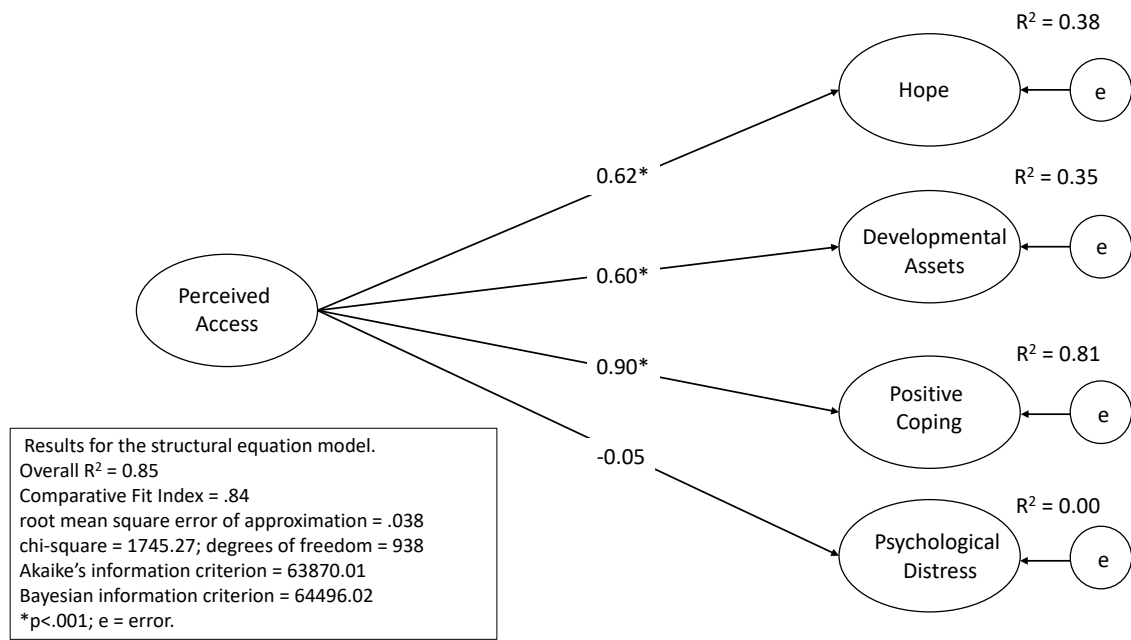 R² = 0.38
Hope
e
0.62*
R² = 0.35
Developmental
Assets
e
0.60*
Perceived
Access
R² = 0.81
0.90*
Positive
Coping
e
-0.05
R² = 0.00
Psychological
Distress
e
Results for the structural equation model.
Overall R² = 0.85
Comparative Fit Index = .84
root mean square error of approximation = .038
chi-square = 1745.27; degrees of freedom = 938
Akaike’s information criterion = 63870.01
Bayesian information criterion = 64496.02
*p<.001; e = error.